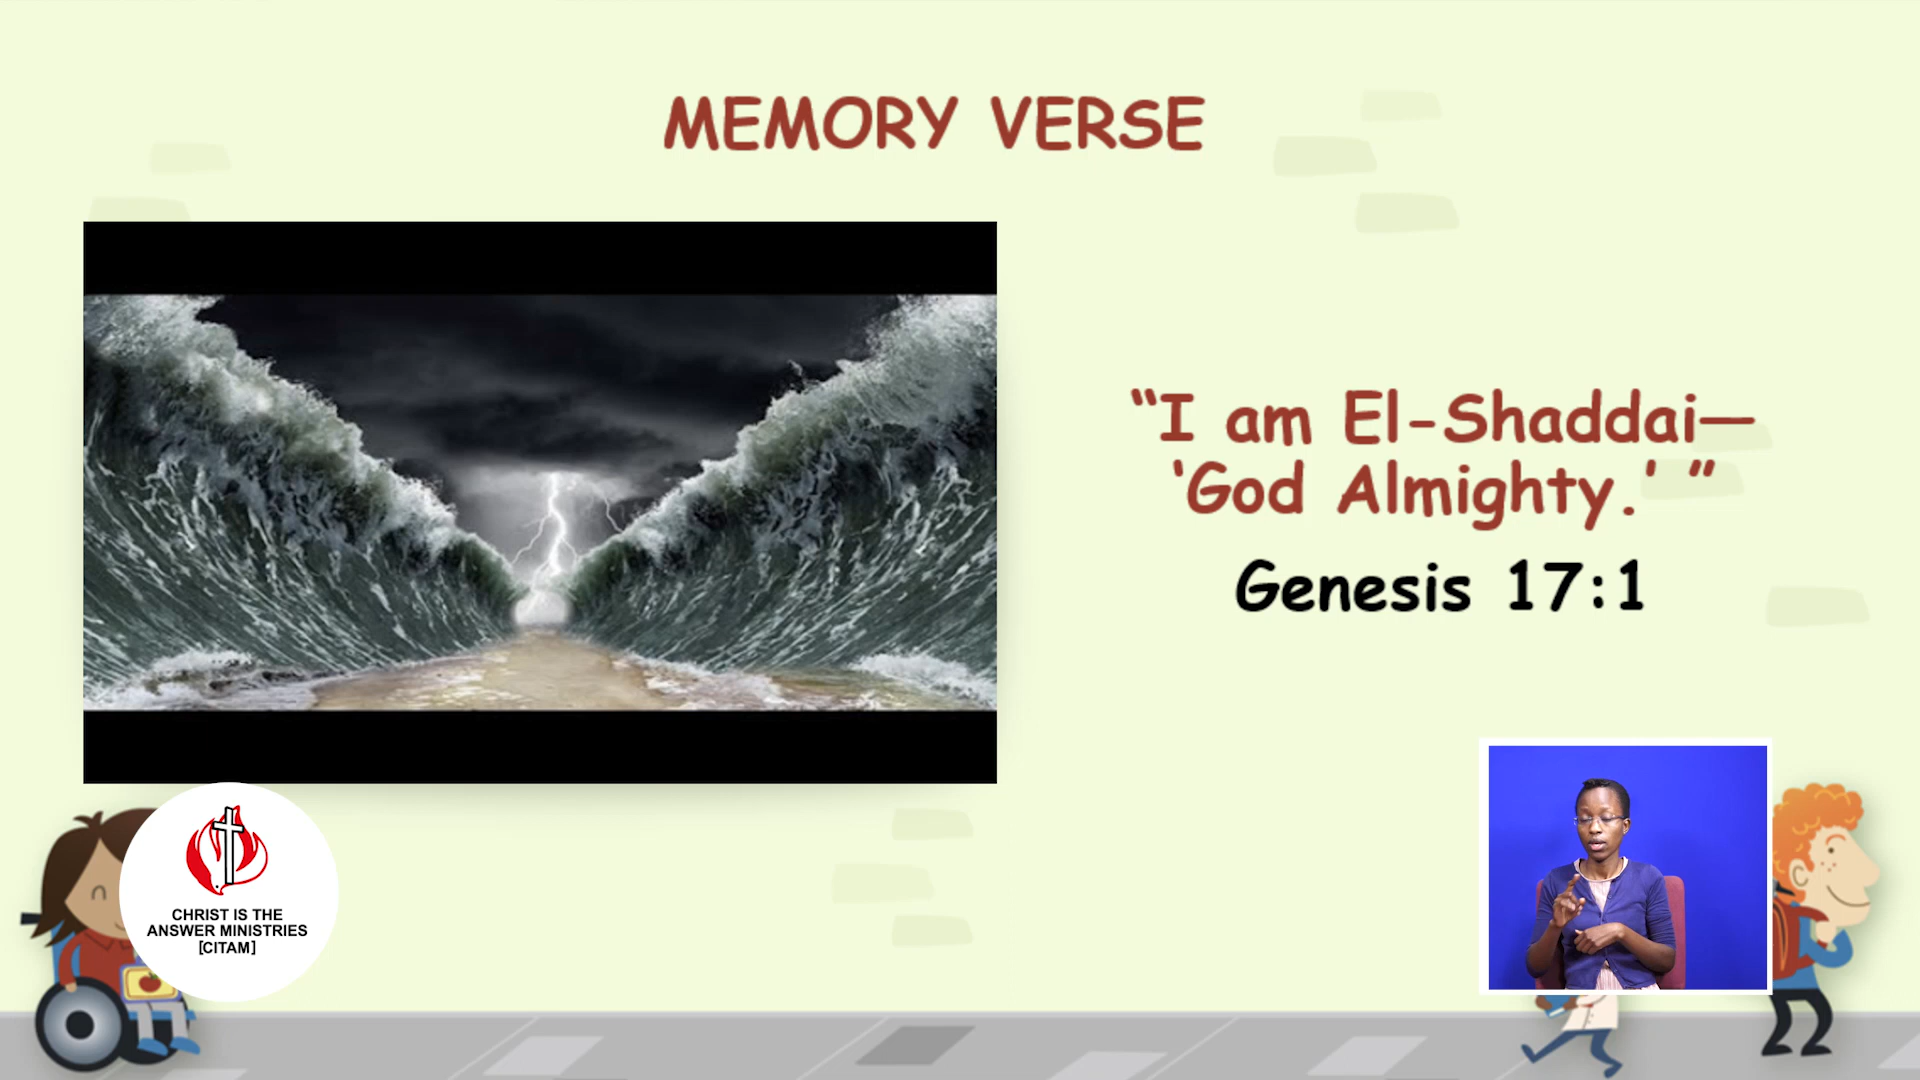 MEMORY VERSE
“I am El-Shaddai—
‘God Almighty.’ ”
Genesis 17:1
CHRIST IS THE
ANSWER MINISTRIES
[CITAM]